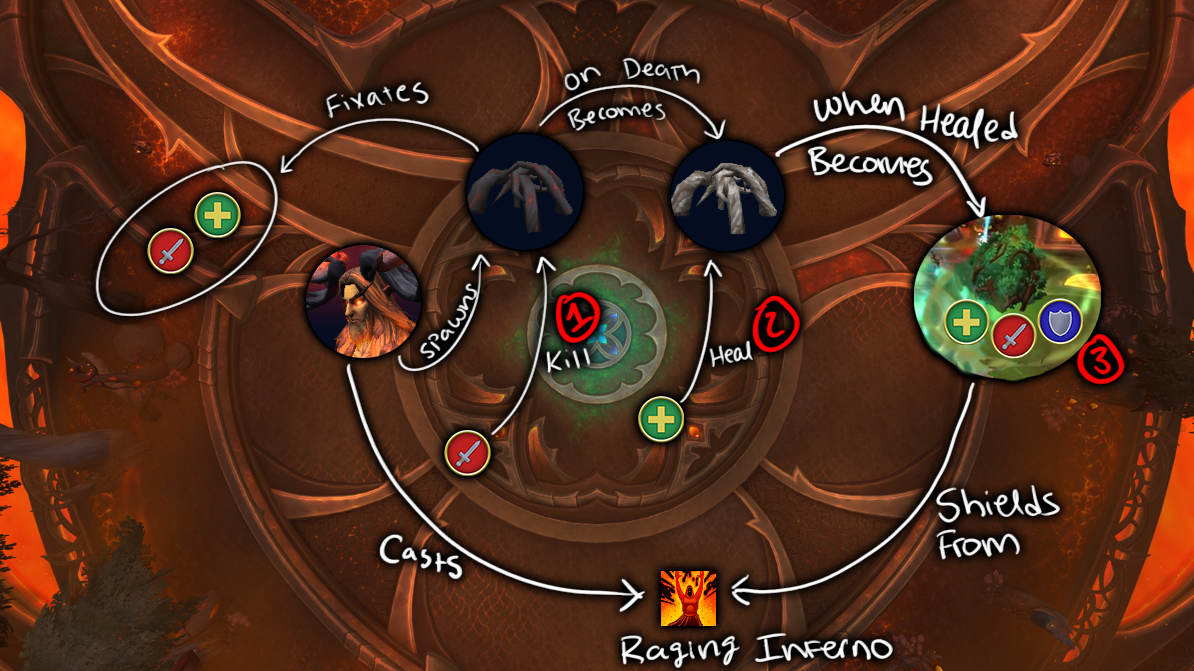 Fixates
on Death
Becomes
when Healed
Becomes
spawns
1
Kill
2
Heal
3
Casts
Shields
From
Raging Inferno